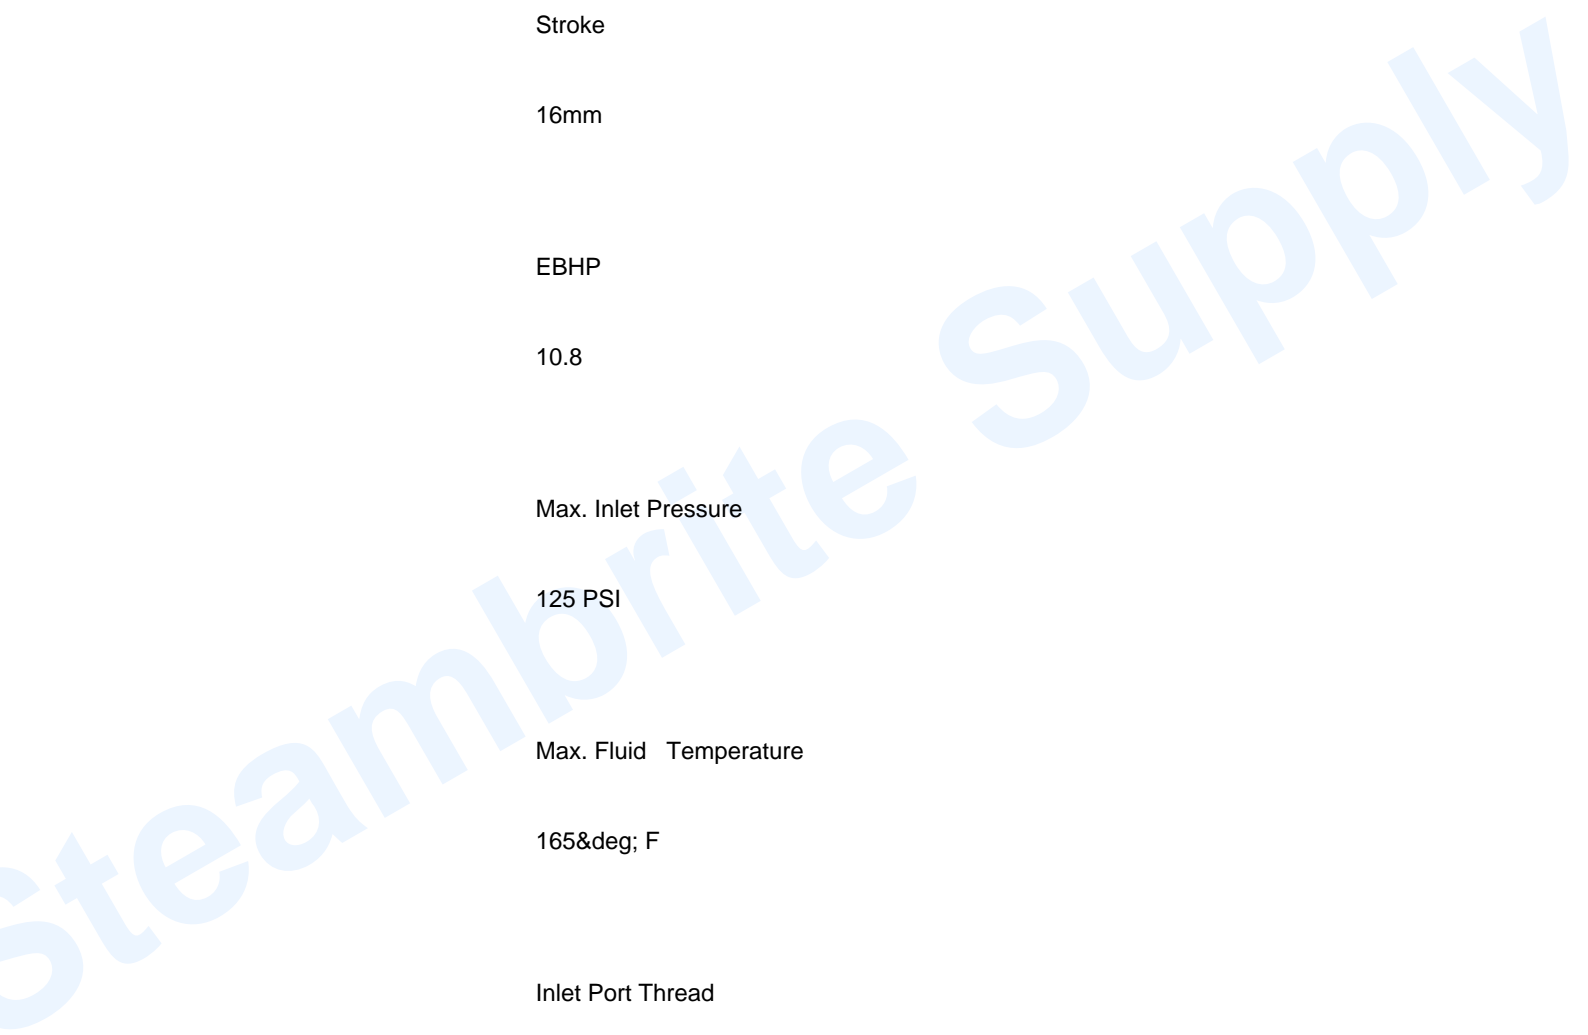 Stroke
16mm
EBHP
10.8
Max. Inlet Pressure
125 PSI
Max. Fluid   Temperature
165&deg; F
Inlet Port Thread
Steambrite Supply